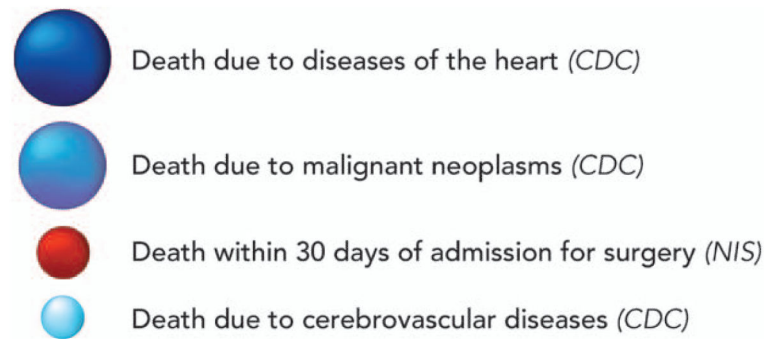 Death due to diseases of the heart (CDC)
Death due to malignant neoplasms (CDC)
Death within 30 days of admission for surgery (NIS)
Death due to cerebrovascular diseases (CDC)